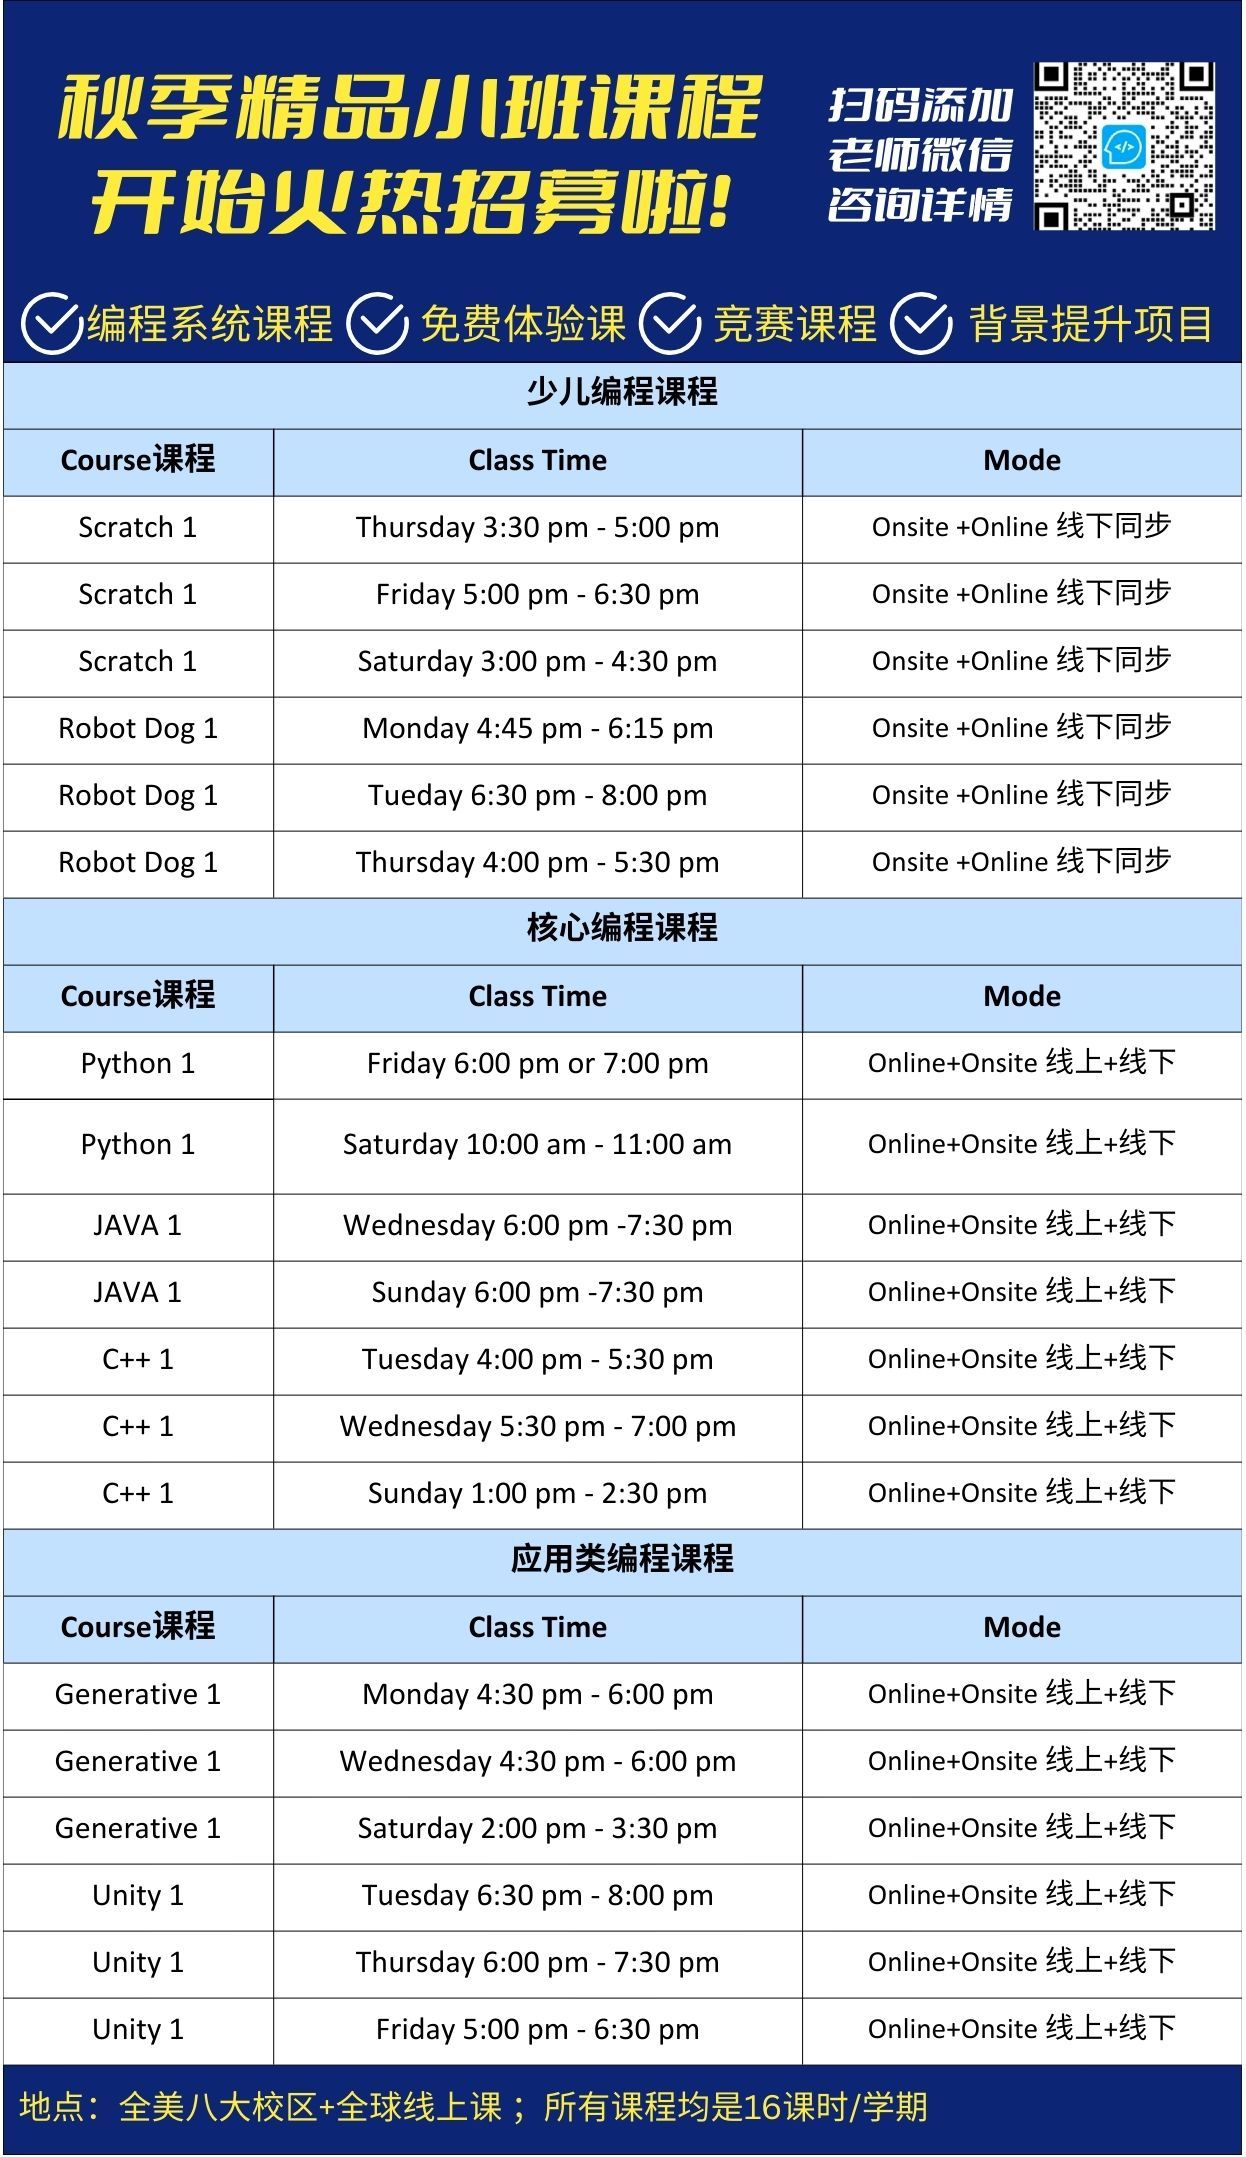 秋季精品小班课程
开始火热招募啦!
扫码添加
老师微信
咨询详情
编程系统课程 免费体验课 竞赛课程 背景提升项目
少儿编程课程
Course课程 Class Time Mode
Scratch 1 Thursday 3:30 pm - 5:00 pm Onsite +Online 线下同步
Scratch 1 Friday 5:00 pm - 6:30 pm Onsite +Online 线下同步
Scratch 1 Saturday 3:00 pm - 4:30 pm Onsite +Online 线下同步
Robot Dog 1 Monday 4:45 pm - 6:15 pm Onsite +Online 线下同步
Robot Dog 1 Tueday 6:30 pm - 8:00 pm Onsite +Online 线下同步
Robot Dog 1 Thursday 4:00 pm - 5:30 pm Onsite +Online 线下同步
核心编程课程
Course课程 Class Time Mode
Python 1 Friday 6:00 pm or 7:00 pm Online+Onsite 线上+线下
Python 1 Saturday 10:00 am - 11:00 am Online+Onsite 线上+线下
JAVA 1 Wednesday 6:00 pm -7:30 pm Online+Onsite 线上+线下
JAVA 1 Sunday 6:00 pm -7:30 pm Online+Onsite 线上+线下
C++ 1 Tuesday 4:00 pm - 5:30 pm Online+Onsite 线上+线下
C++ 1 Wednesday 5:30 pm - 7:00 pm Online+Onsite 线上+线下
C++ 1 Sunday 1:00 pm - 2:30 pm Online+Onsite 线上+线下
应用类编程课程
Course课程 Class Time Mode
Generative 1 Monday 4:30 pm - 6:00 pm Online+Onsite 线上+线下
Generative 1 Wednesday 4:30 pm - 6:00 pm Online+Onsite 线上+线下
Generative 1 Saturday 2:00 pm - 3:30 pm Online+Onsite 线上+线下
Unity 1 Tuesday 6:30 pm - 8:00 pm Online+Onsite 线上+线下
Unity 1 Thursday 6:00 pm - 7:30 pm Online+Onsite 线上+线下
Unity 1 Friday 5:00 pm - 6:30 pm Online+Onsite 线上+线下
地点：全美八大校区+全球线上课；所有课程均是16课时/学期